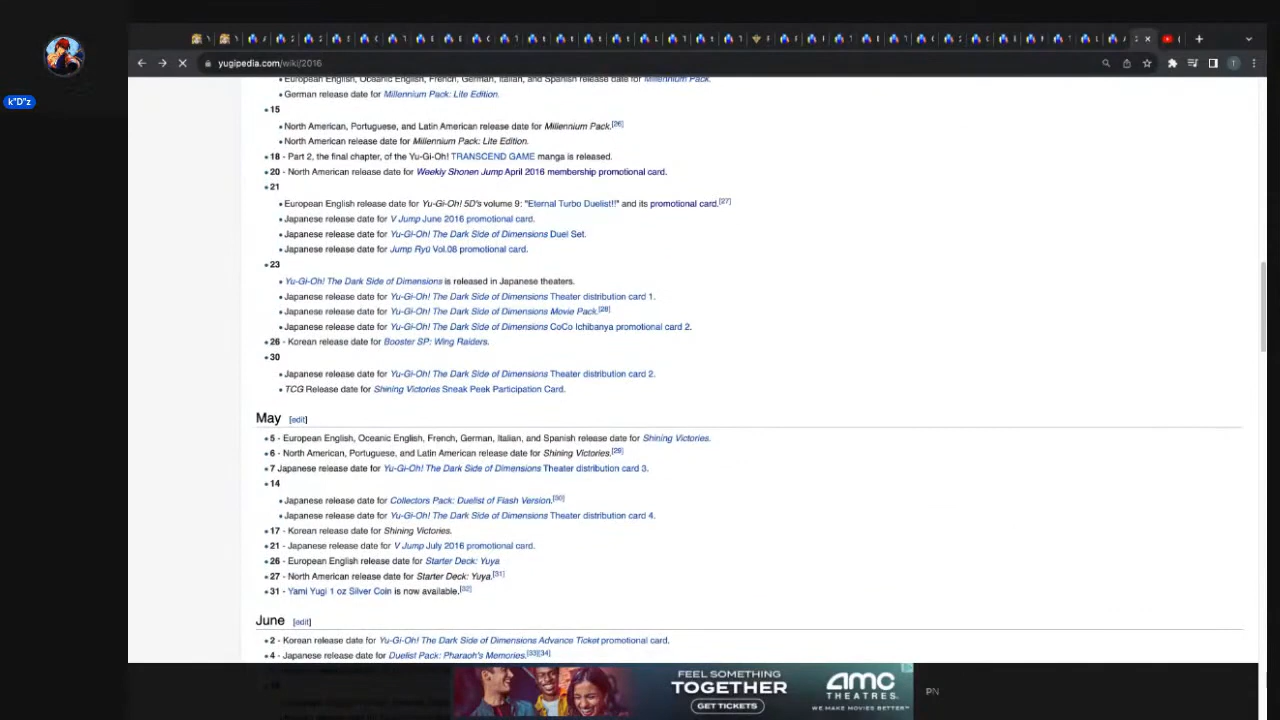 yugipedia.com/wiki/2016
k"D"z
European English, Oceanic English, French, German, Italian, and Spanish release date for Millennium Pack.
German release date for Millennium Pack: Lite Edition.
15
North American, Portuguese, and Latin American release date for Millennium Pack.[26]
North American release date for Millennium Pack: Lite Edition.
18 - Part 2, the final chapter, of the Yu-Gi-Oh! TRANSCEND GAME manga is released.
20 - North American release date for Weekly Shonen Jump April 2016 membership promotional card.
21
European English release date for Yu-Gi-Oh! 5D's volume 9: "Eternal Turbo Duelist!!" and its promotional card.[27]
Japanese release date for V Jump June 2016 promotional card.
Japanese release date for Yu-Gi-Oh! The Dark Side of Dimensions Duel Set.
Japanese release date for Jump Ryū Vol.08 promotional card.
23
Yu-Gi-Oh! The Dark Side of Dimensions is released in Japanese theaters.
Japanese release date for Yu-Gi-Oh! The Dark Side of Dimensions Theater distribution card 1.
Japanese release date for Yu-Gi-Oh! The Dark Side of Dimensions Movie Pack.[28]
Japanese release date for Yu-Gi-Oh! The Dark Side of Dimensions CoCo Ichibanya promotional card 2.
26 - Korean release date for Booster SP: Wing Raiders.
30
Japanese release date for Yu-Gi-Oh! The Dark Side of Dimensions Theater distribution card 2.
TCG Release date for Shining Victories Sneak Peek Participation Card.
May [edit]
5 - European English, Oceanic English, French, German, Italian, and Spanish release date for Shining Victories.
6 - North American, Portuguese, and Latin American release date for Shining Victories.[29]
7 Japanese release date for Yu-Gi-Oh! The Dark Side of Dimensions Theater distribution card 3.
14
Japanese release date for Collectors Pack: Duelist of Flash Version.[30]
Japanese release date for Yu-Gi-Oh! The Dark Side of Dimensions Theater distribution card 4.
17 - Korean release date for Shining Victories.
21 - Japanese release date for V Jump July 2016 promotional card.
26 - European English release date for Starter Deck: Yuya
27 - North American release date for Starter Deck: Yuya.[31]
31 - Yami Yugi 1 oz Silver Coin is now available.[32]
June [edit]
2 - Korean release date for Yu-Gi-Oh! The Dark Side of Dimensions Advance Ticket promotional card.
4 - Japanese release date for Duelist Pack: Pharaoh's Memories.[33][34]
FEEL SOMETHING
TOGETHER
GET TICKETS
amc
THEATRES
WE MAKE MOVIES BETTER
PN